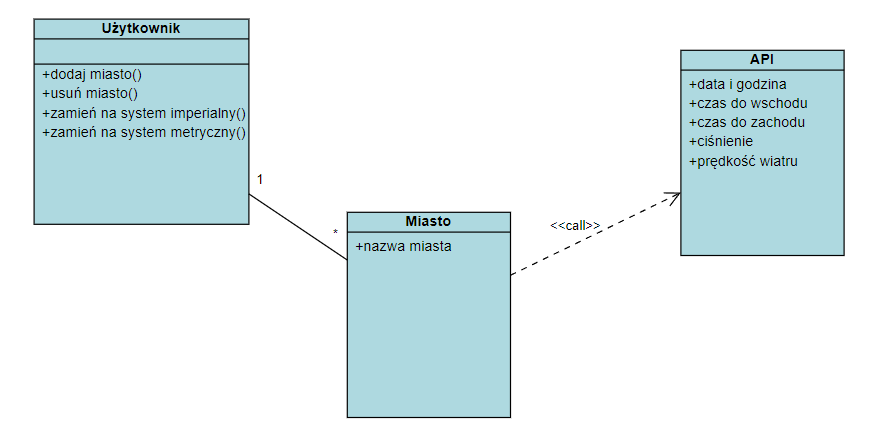 Użytkownik
+dodaj miasto()
+usuń miasto()
+zamień na system imperialny()
+zamień na system metryczny()
1
*
Miasto
+nazwa miasta
<<call>>
API
+data i godzina
+czas do wschodu
+czas do zachodu
+ciśnienie
+prędkość wiatru